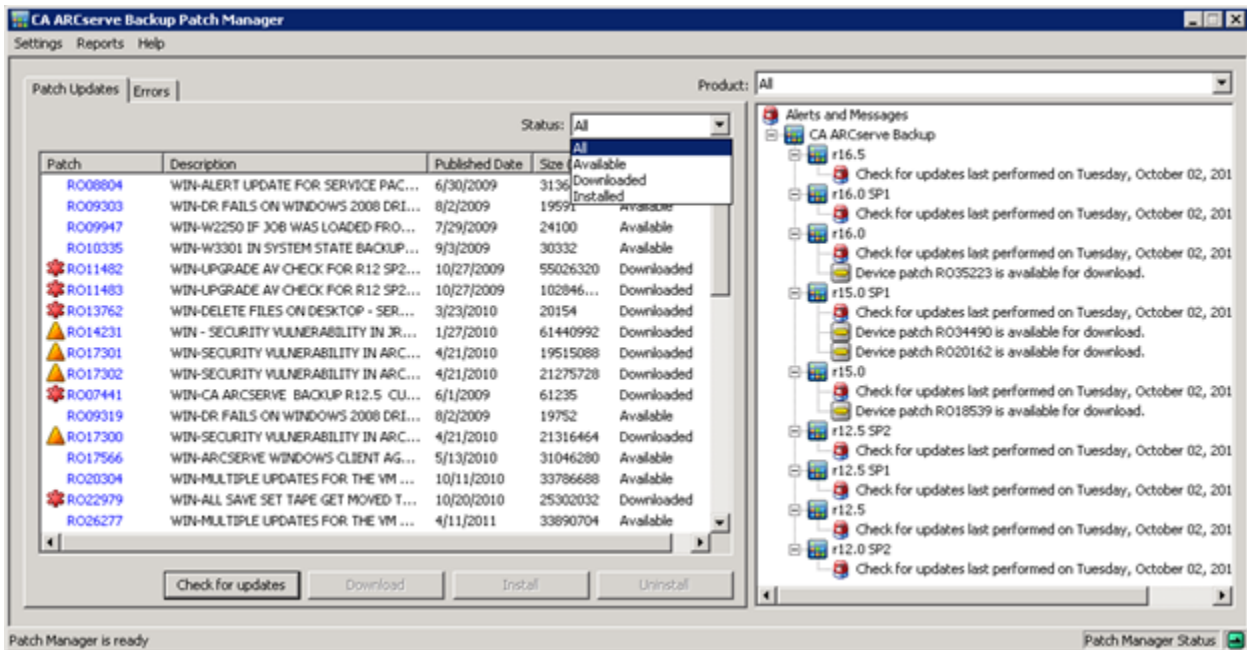 CA ARCserve Backup Patch Manager
Settings Reports Help
Patch Updates Errors
Product: All
Status: All
All
Available
Downloaded
Installed
Patch Description Published Date Size (
RO08804 WIN-ALERT UPDATE FOR SERVICE PAC... 6/30/2009 3136
RO09303 WIN-DR FAILS ON WINDOWS 2008 DRI... 8/2/2009 19591 Available
RO09947 WIN-W2250 IF JOB WAS LOADED FRO... 7/29/2009 24100 Available
RO10335 WIN-W3301 IN SYSTEM STATE BACKUP... 9/3/2009 30332 Available
RO11482 WIN-UPGRADE AV CHECK FOR R12 SP2... 10/27/2009 55026320 Downloaded
RO11483 WIN-UPGRADE AV CHECK FOR R12 SP2... 10/27/2009 102846... Downloaded
RO13762 WIN-DELETE FILES ON DESKTOP - SER... 3/23/2010 20154 Downloaded
RO14231 WIN - SECURITY VULNERABILITY IN JR... 1/27/2010 61440992 Downloaded
RO17301 WIN-SECURITY VULNERABILITY IN ARC... 4/21/2010 19515088 Downloaded
RO17302 WIN-SECURITY VULNERABILITY IN ARC... 4/21/2010 21275728 Downloaded
RO07441 WIN-CA ARCSERVE BACKUP R12.5 CU... 6/1/2009 61235 Downloaded
RO09319 WIN-DR FAILS ON WINDOWS 2008 DRI... 8/2/2009 19752 Available
RO17300 WIN-SECURITY VULNERABILITY IN ARC... 4/21/2010 21316464 Downloaded
RO17566 WIN-ARCSERVE WINDOWS CLIENT AG... 5/13/2010 31046280 Available
RO20304 WIN-MULTIPLE UPDATES FOR THE VM ... 10/11/2010 33786688 Available
RO22979 WIN-ALL SAVE SET TAPE GET MOVED T... 10/20/2010 25302032 Downloaded
RO26277 WIN-MULTIPLE UPDATES FOR THE VM ... 4/11/2011 33890704 Available
Check for updates Download Install Uninstall
Alerts and Messages
CA ARCserve Backup
r16.5
Check for updates last performed on Tuesday, October 02, 201
r16.0 SP1
Check for updates last performed on Tuesday, October 02, 201
r16.0
Check for updates last performed on Tuesday, October 02, 201
Device patch RO35223 is available for download.
r15.0 SP1
Check for updates last performed on Tuesday, October 02, 201
Device patch RO34490 is available for download.
Device patch RO20162 is available for download.
r15.0
Check for updates last performed on Tuesday, October 02, 201
Device patch RO18539 is available for download.
r12.5 SP2
Check for updates last performed on Tuesday, October 02, 201
r12.5 SP1
Check for updates last performed on Tuesday, October 02, 201
r12.5
Check for updates last performed on Tuesday, October 02, 201
r12.0 SP2
Check for updates last performed on Tuesday, October 02, 201
Patch Manager is ready
Patch Manager Status